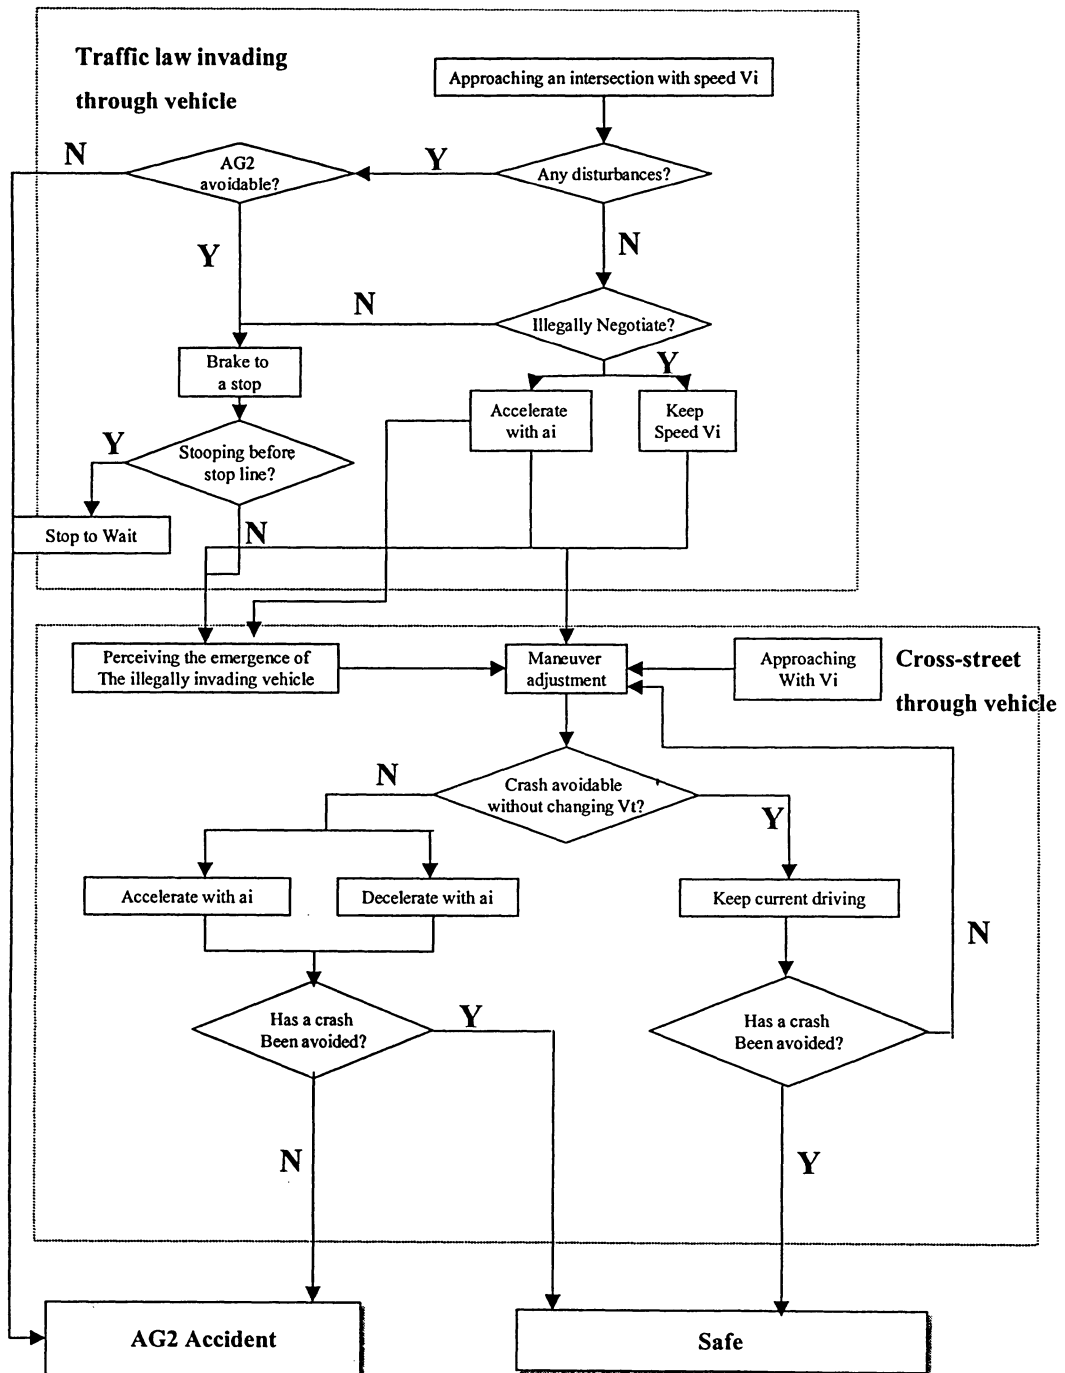 Traffic law invading
through vehicle
Approaching an intersection with speed Vi
N
AG2
avoidable?
Y
Any disturbances?
Y
N
N
Illegally Negotiate?
Y
Brake to
a stop
Accelerate
with ai
Keep
Speed Vi
Y
Stooping before
stop line?
Stop to Wait
N
Perceiving the emergence of
The illegally invading vehicle
Maneuver
adjustment
Approaching
With Vi
Cross-street
through vehicle
N
Crash avoidable
without changing Vt?
Y
Accelerate with ai
Decelerate with ai
Keep current driving
N
Has a crash
Been avoided?
Y
Has a crash
Been avoided?
N
Y
AG2 Accident
Safe